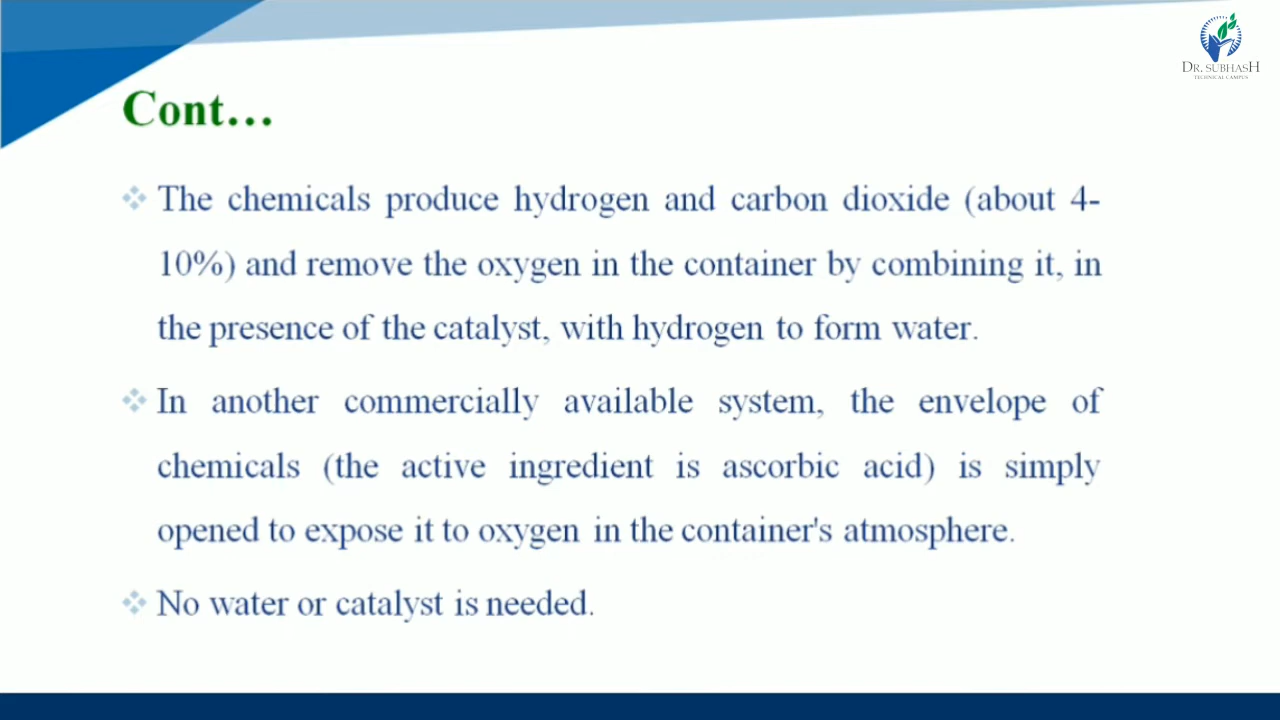 DR. SUBHASH
TECHNICAL CAMPUS
Cont...
The chemicals produce hydrogen and carbon dioxide (about 4-
10%) and remove the oxygen in the container by combining it, in
the presence of the catalyst, with hydrogen to form water.
In another commercially available system, the envelope of
chemicals (the active ingredient is ascorbic acid) is simply
opened to expose it to oxygen in the container's atmosphere.
No water or catalyst is needed.